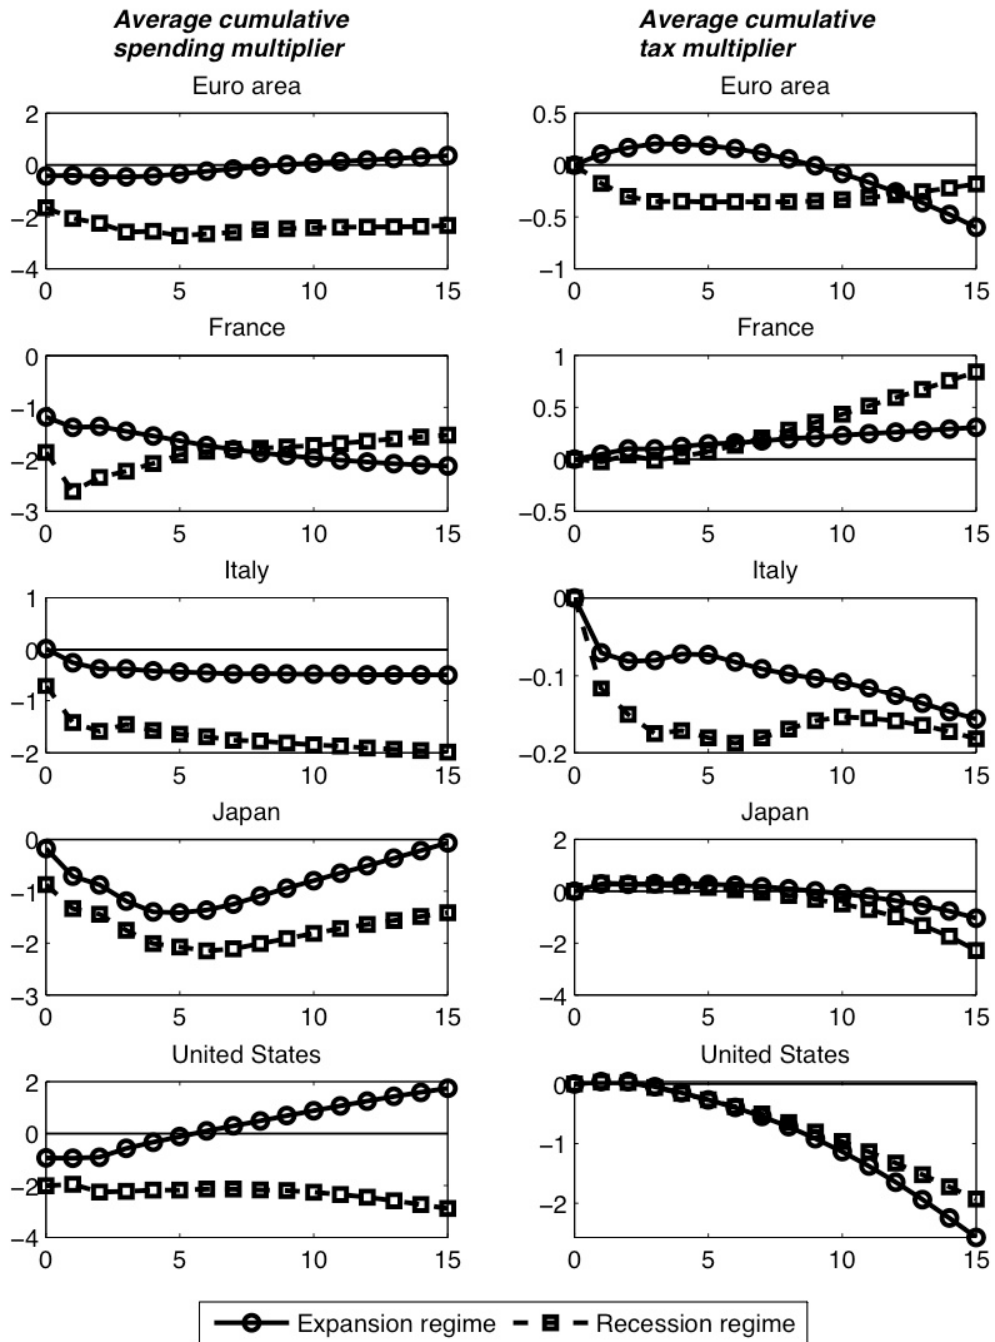 Average cumulative
spending multiplier
Average cumulative
tax multiplier
Euro area
2
0
−2
−4
0 5 10 15
Euro area
0.5
0
−0.5
−1
0 5 10 15
France
0
−1
−2
−3
0 5 10 15
France
1
0.5
0
−0.5
0 5 10 15
Italy
1
0
−1
−2
0 5 10 15
Italy
0
−0.1
−0.2
0 5 10 15
Japan
0
−1
−2
−3
0 5 10 15
Japan
2
0
−2
−4
0 5 10 15
United States
2
0
−2
−4
0 5 10 15
United States
0
−1
−2
0 5 10 15
Expansion regime Recession regime